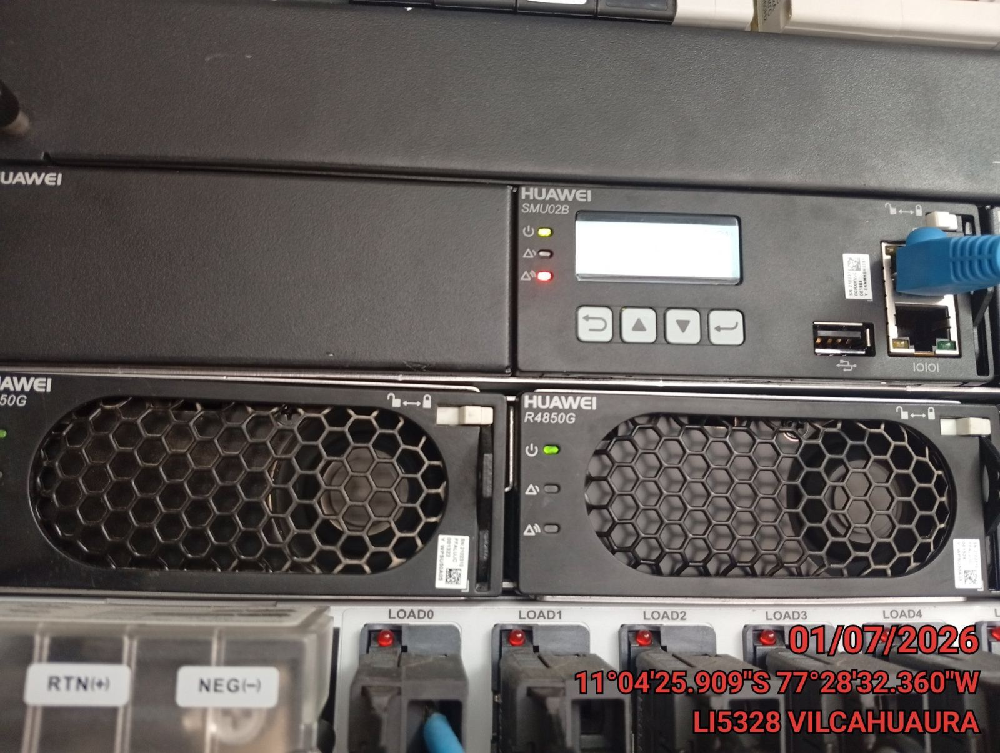 HUAWEI
HUAWEI
SMU02B
IOIOI
HUAWEI
R4850G
50G
LOAD0
LOAD1
LOAD2
LOAD3
LOAD4
RTN(+)
NEG(−)
01/07/2026
11°04'25.909"S 77°28'32.360"W
LI5328 VILCAHUAURA